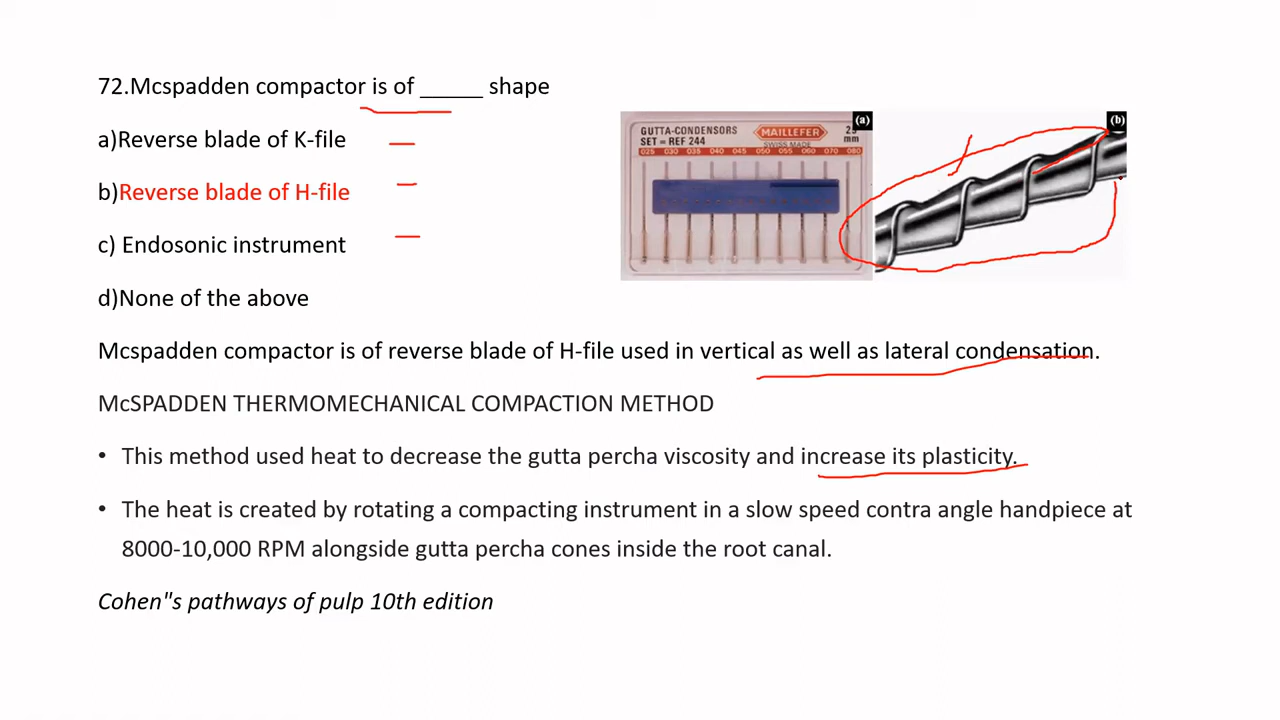 72.Mcspadden compactor is of _____ shape
a)Reverse blade of K-file
b)Reverse blade of H-file
c) Endosonic instrument
d)None of the above
GUTTA-CONDENSORS
SET = REF 244
MAILLEFER
SWISS MADE
25
mm
025 030 035 040 045 050 055 060 070 080
(a)
(b)
Mcspadden compactor is of reverse blade of H-file used in vertical as well as lateral condensation.
McSPADDEN THERMOMECHANICAL COMPACTION METHOD
• This method used heat to decrease the gutta percha viscosity and increase its plasticity.
• The heat is created by rotating a compacting instrument in a slow speed contra angle handpiece at
8000-10,000 RPM alongside gutta percha cones inside the root canal.
Cohen"s pathways of pulp 10th edition